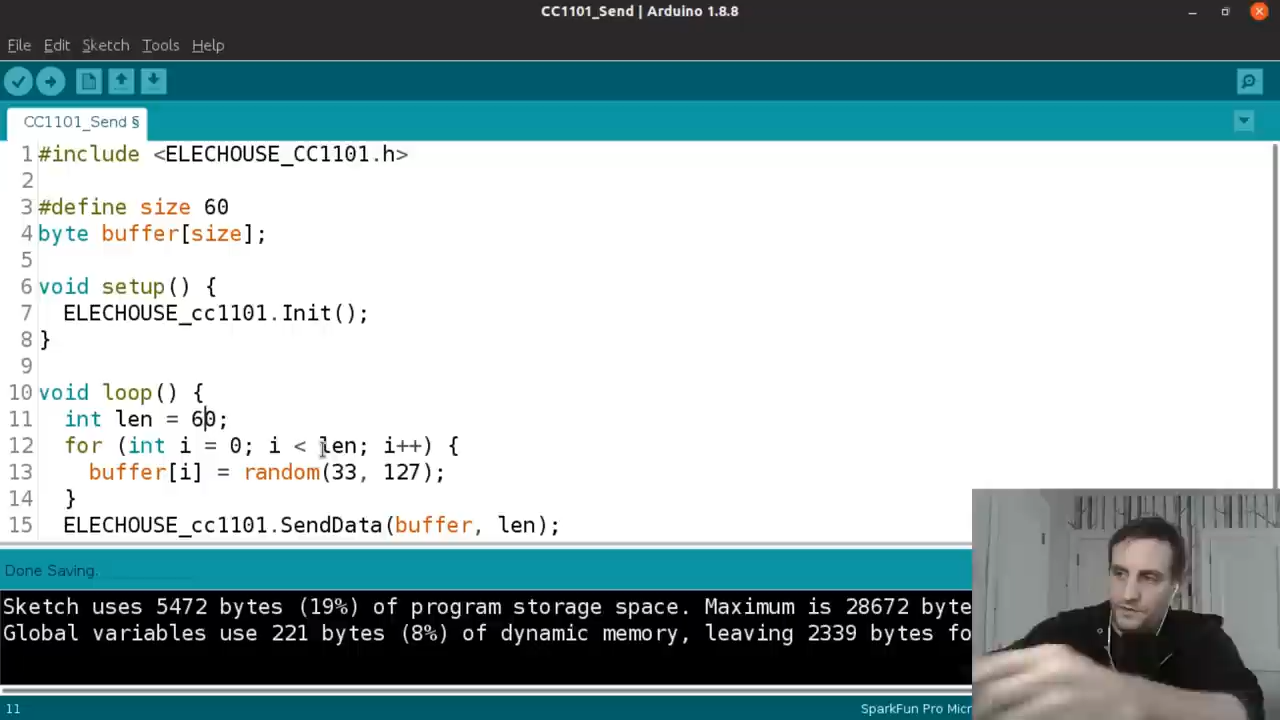 CC1101_Send | Arduino 1.8.8
File Edit Sketch Tools Help
CC1101_Send §
1 #include <ELECHOUSE_CC1101.h>
2
3 #define size 60
4 byte buffer[size];
5
6 void setup() {
7 ELECHOUSE_cc1101.Init();
8 }
9
10 void loop() {
11 int len = 60;
12 for (int i = 0; i < len; i++) {
13 buffer[i] = random(33, 127);
14 }
15 ELECHOUSE_cc1101.SendData(buffer, len);
Done Saving.
Sketch uses 5472 bytes (19%) of program storage space. Maximum is 28672 byte
Global variables use 221 bytes (8%) of dynamic memory, leaving 2339 bytes fo
11 SparkFun Pro Micr